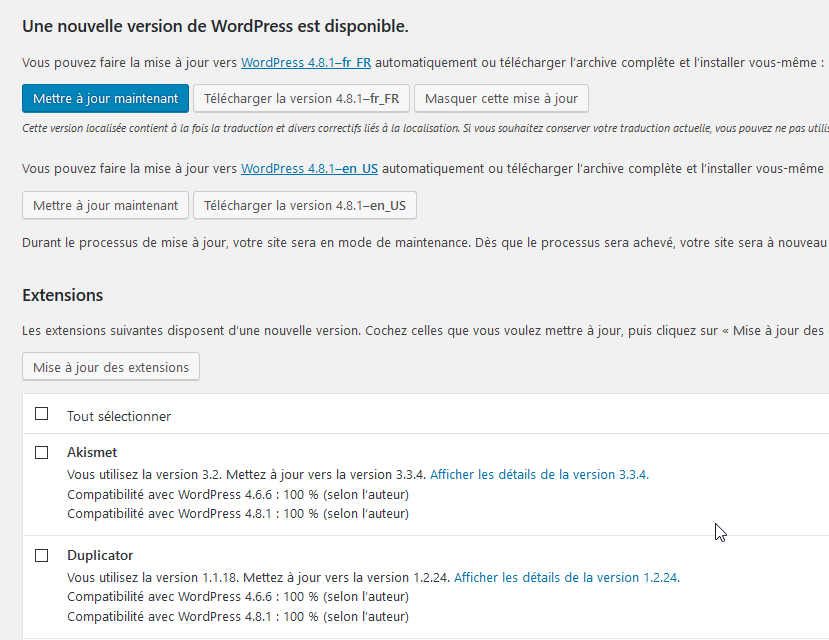 Une nouvelle version de WordPress est disponible.
Vous pouvez faire la mise à jour vers WordPress 4.8.1–fr_FR automatiquement ou télécharger l’archive complète et l’installer vous-même :
Mettre à jour maintenant Télécharger la version 4.8.1–fr_FR Masquer cette mise à jour
Cette version localisée contient à la fois la traduction et divers correctifs liés à la localisation. Si vous souhaitez conserver votre traduction actuelle, vous pouvez ne pas utilis
Vous pouvez faire la mise à jour vers WordPress 4.8.1–en_US automatiquement ou télécharger l’archive complète et l’installer vous-même
Mettre à jour maintenant Télécharger la version 4.8.1–en_US
Durant le processus de mise à jour, votre site sera en mode de maintenance. Dès que le processus sera achevé, votre site sera à nouveau
Extensions
Les extensions suivantes disposent d’une nouvelle version. Cochez celles que vous voulez mettre à jour, puis cliquez sur « Mise à jour des
Mise à jour des extensions
Tout sélectionner
Akismet
Vous utilisez la version 3.2. Mettez à jour vers la version 3.3.4. Afficher les détails de la version 3.3.4.
Compatibilité avec WordPress 4.6.6 : 100 % (selon l’auteur)
Compatibilité avec WordPress 4.8.1 : 100 % (selon l’auteur)
Duplicator
Vous utilisez la version 1.1.18. Mettez à jour vers la version 1.2.24. Afficher les détails de la version 1.2.24.
Compatibilité avec WordPress 4.6.6 : 100 % (selon l’auteur)
Compatibilité avec WordPress 4.8.1 : 100 % (selon l’auteur)